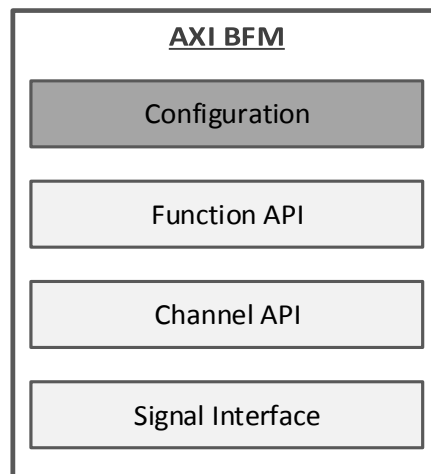 AXI BFM
Configuration
Function API
Channel API
Signal Interface